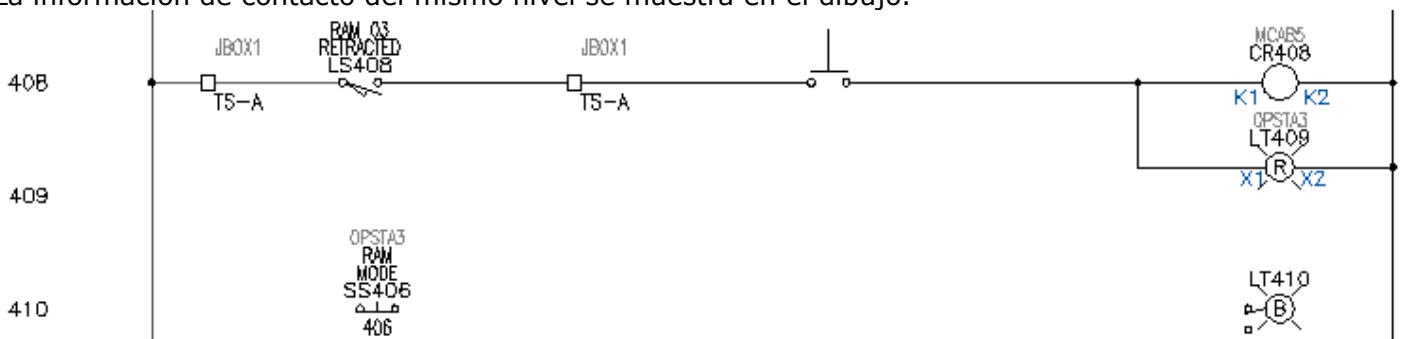 La información de contacto del mismo nivel se muestra en el dibujo.
408
JBOX1
TS-A
RAM 03
RETRACTED
LS408
JBOX1
TS-A
MCAB5
CR408
K1 K2
OPSTA3
LT409
X1 R X2
409
OPSTA3
RAM
MODE
SS406
406
410
LT410
B